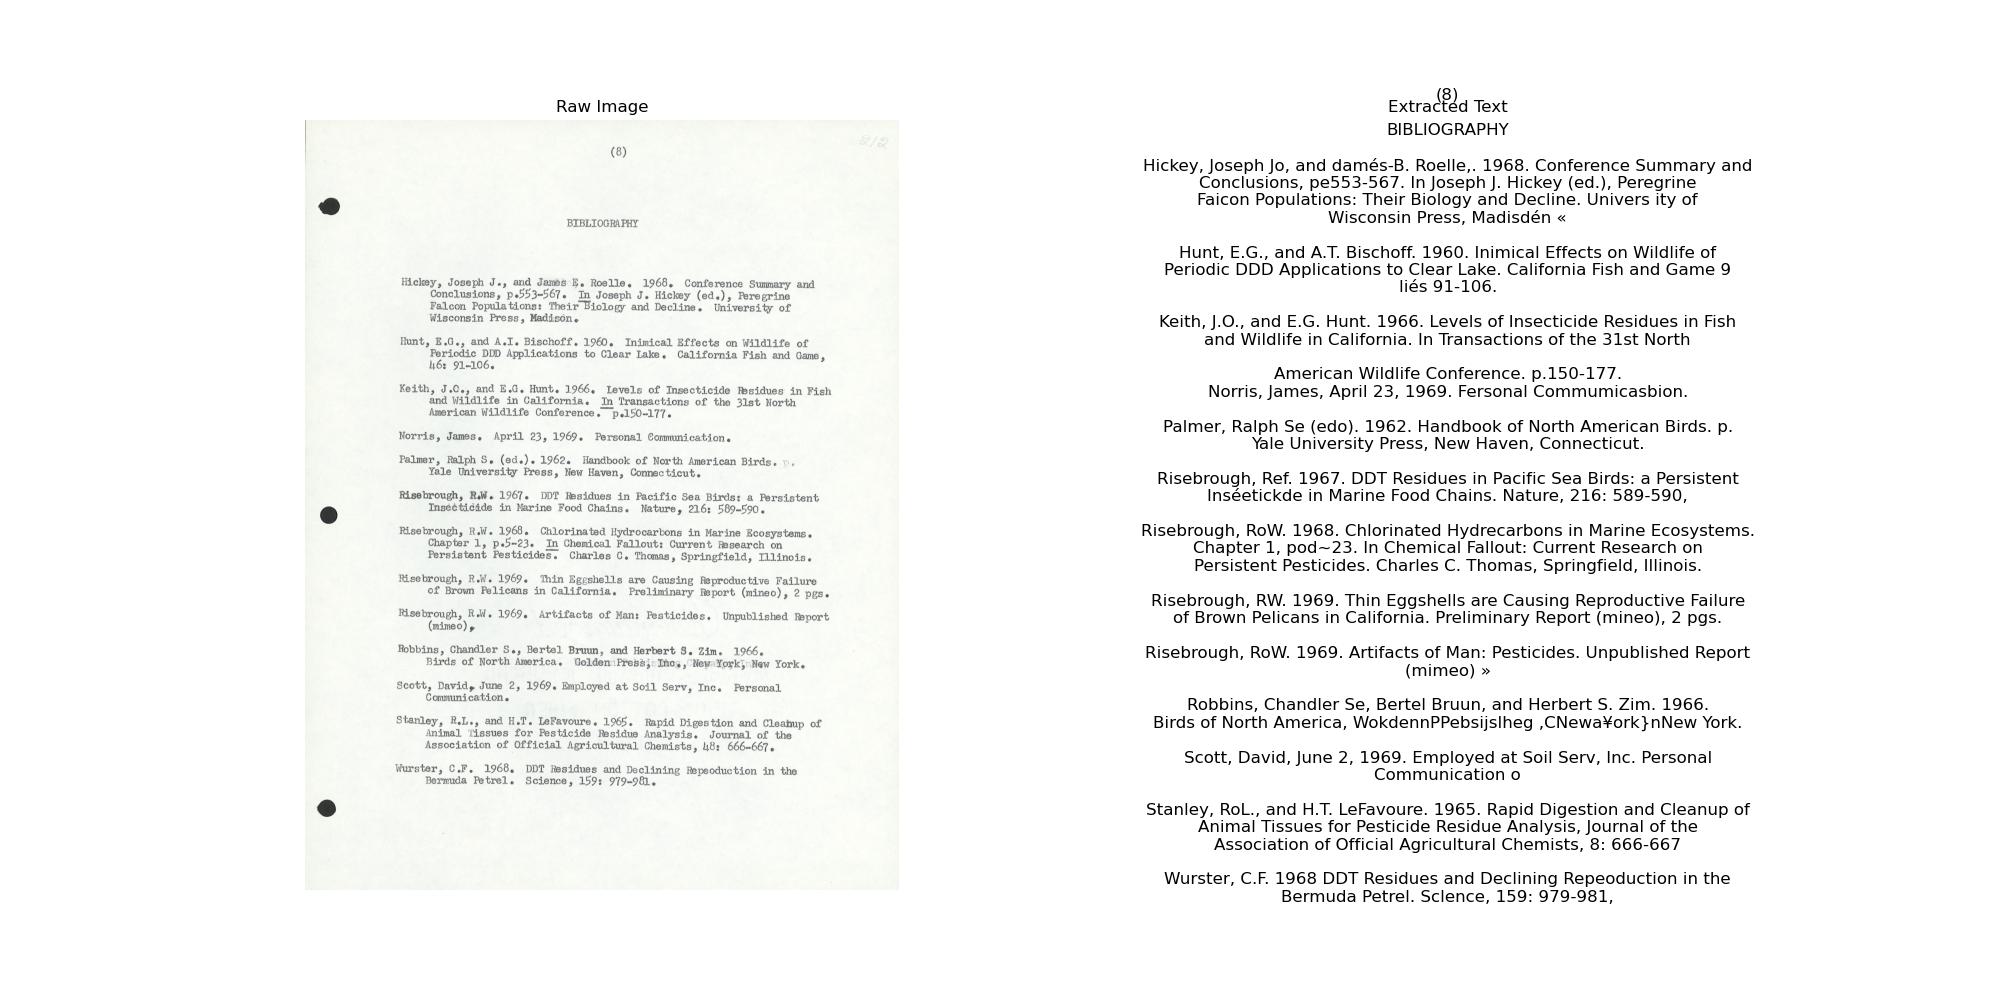 Raw Image
(8)
212
BIBLIOGRAPHY
Hickey, Joseph J., and James E. Roelle. 1968. Conference Summary and
Conclusions, p.553-567. In Joseph J. Hickey (ed.), Peregrine
Falcon Populations: Their Biology and Decline. University of
Wisconsin Press, Madison.
Hunt, E.G., and A.I. Bischoff. 1960. Inimical Effects on Wildlife of
Periodic DDD Applications to Clear Lake. California Fish and Game,
46: 91-106.
Keith, J.O., and E.G. Hunt. 1966. Levels of Insecticide Residues in Fish
and Wildlife in California. In Transactions of the 31st North
American Wildlife Conference. p.150-177.
Norris, James. April 23, 1969. Personal Communication.
Palmer, Ralph S. (ed.). 1962. Handbook of North American Birds. p.
Yale University Press, New Haven, Connecticut.
Risebrough, R.W. 1967. DDT Residues in Pacific Sea Birds: a Persistent
Insecticide in Marine Food Chains. Nature, 216: 589-590.
Risebrough, R.W. 1968. Chlorinated Hydrocarbons in Marine Ecosystems.
Chapter 1, p.5-23. In Chemical Fallout: Current Research on
Persistent Pesticides. Charles C. Thomas, Springfield, Illinois.
Risebrough, R.W. 1969. Thin Eggshells are Causing Reproductive Failure
of Brown Pelicans in California. Preliminary Report (mineo), 2 pgs.
Risebrough, R.W. 1969. Artifacts of Man: Pesticides. Unpublished Report
(mimeo).
Robbins, Chandler S., Bertel Bruun, and Herbert S. Zim. 1966.
Birds of North America. Golden Press, Inc., New York, New York.
Scott, David, June 2, 1969. Employed at Soil Serv, Inc. Personal
Communication.
Stanley, R.L., and H.T. LeFavoure. 1965. Rapid Digestion and Cleanup of
Animal Tissues for Pesticide Residue Analysis. Journal of the
Association of Official Agricultural Chemists, 48: 666-667.
Wurster, C.F. 1968. DDT Residues and Declining Repeoduction in the
Bermuda Petrel. Science, 159: 979-981.
(8)
Extracted Text
BIBLIOGRAPHY
Hickey, Joseph Jo, and damés-B. Roelle,. 1968. Conference Summary and
Conclusions, pe553-567. In Joseph J. Hickey (ed.), Peregrine
Faicon Populations: Their Biology and Decline. Univers ity of
Wisconsin Press, Madisdén «
Hunt, E.G., and A.T. Bischoff. 1960. Inimical Effects on Wildlife of
Periodic DDD Applications to Clear Lake. California Fish and Game 9
liés 91-106.
Keith, J.O., and E.G. Hunt. 1966. Levels of Insecticide Residues in Fish
and Wildlife in California. In Transactions of the 31st North
American Wildlife Conference. p.150-177.
Norris, James, April 23, 1969. Fersonal Commumicasbion.
Palmer, Ralph Se (edo). 1962. Handbook of North American Birds. p.
Yale University Press, New Haven, Connecticut.
Risebrough, Ref. 1967. DDT Residues in Pacific Sea Birds: a Persistent
Inséetickde in Marine Food Chains. Nature, 216: 589-590,
Risebrough, RoW. 1968. Chlorinated Hydrecarbons in Marine Ecosystems.
Chapter 1, pod~23. In Chemical Fallout: Current Research on
Persistent Pesticides. Charles C. Thomas, Springfield, Illinois.
Risebrough, RW. 1969. Thin Eggshells are Causing Reproductive Failure
of Brown Pelicans in California. Preliminary Report (mineo), 2 pgs.
Risebrough, RoW. 1969. Artifacts of Man: Pesticides. Unpublished Report
(mimeo) »
Robbins, Chandler Se, Bertel Bruun, and Herbert S. Zim. 1966.
Birds of North America, WokdennPPebsijsIheg ,CNewa¥ork}nNew York.
Scott, David, June 2, 1969. Employed at Soil Serv, Inc. Personal
Communication o
Stanley, RoL., and H.T. LeFavoure. 1965. Rapid Digestion and Cleanup of
Animal Tissues for Pesticide Residue Analysis, Journal of the
Association of Official Agricultural Chemists, 8: 666-667
Wurster, C.F. 1968 DDT Residues and Declining Repeoduction in the
Bermuda Petrel. Sclence, 159: 979-981,